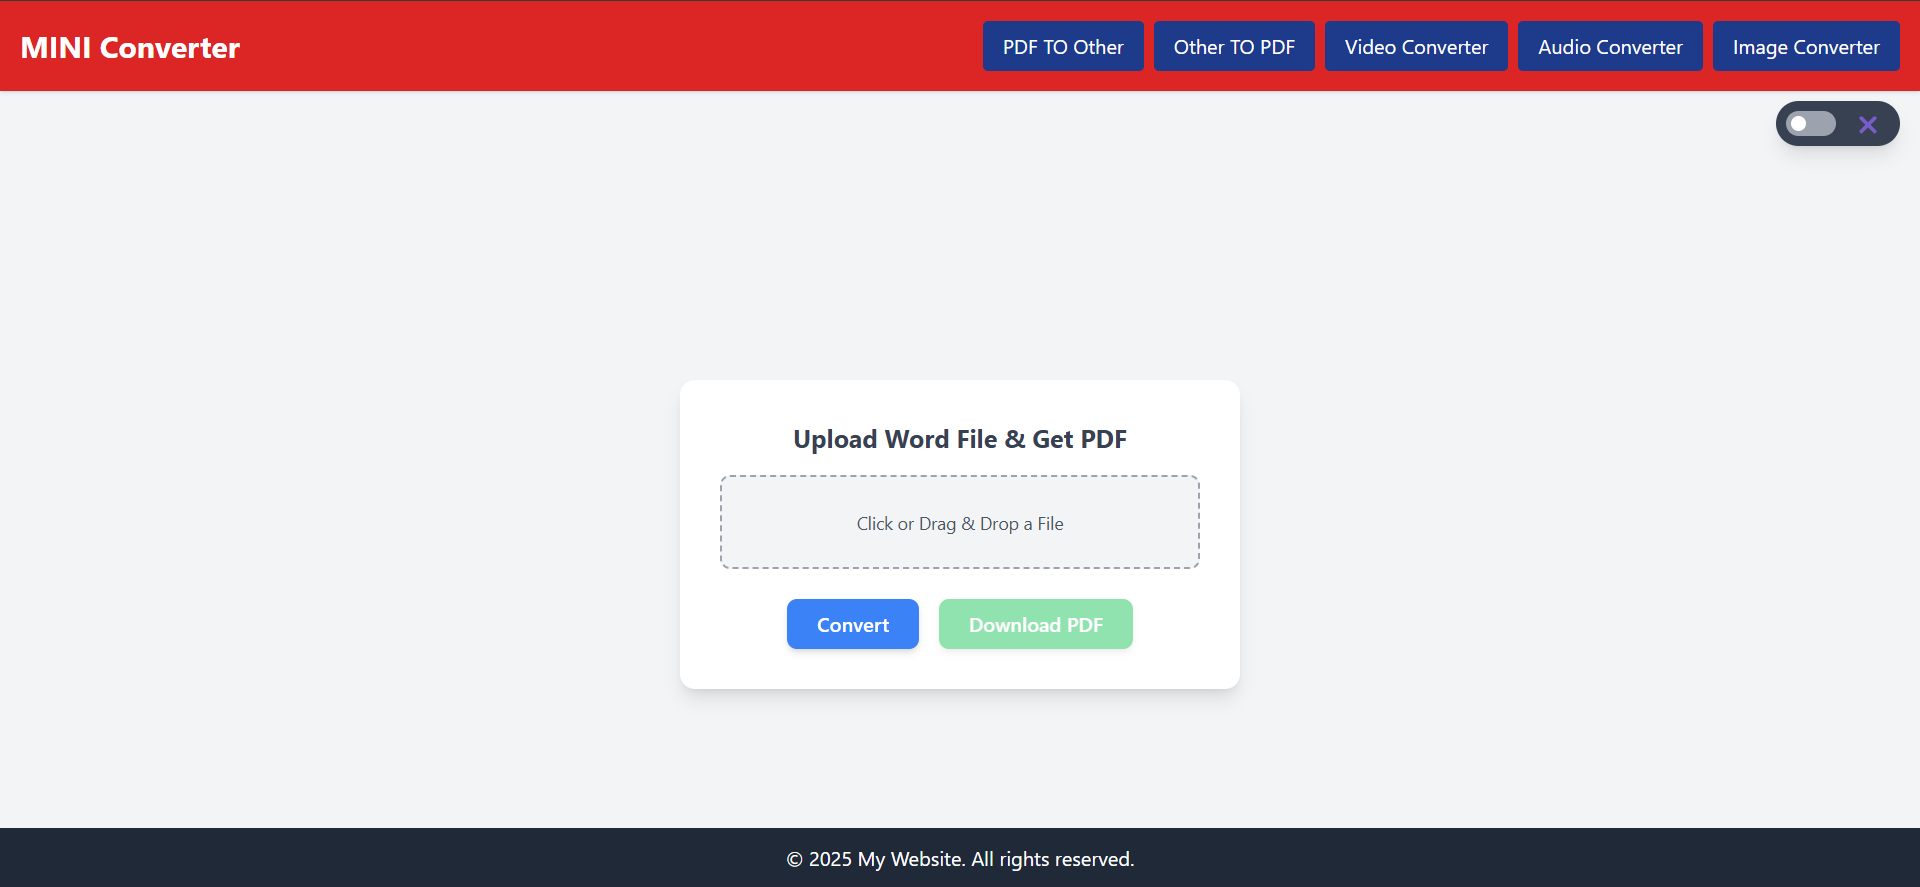 MINI Converter
PDF TO Other
Other TO PDF
Video Converter
Audio Converter
Image Converter
Upload Word File & Get PDF
Click or Drag & Drop a File
Convert
Download PDF
© 2025 My Website. All rights reserved.